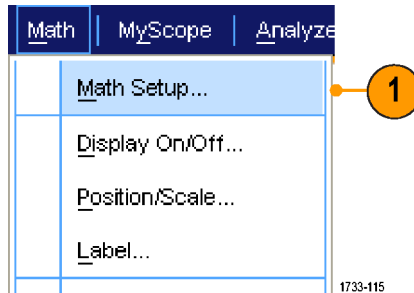 Math MyScope Analyze
Math Setup...
1
Display On/Off...
Position/Scale...
Label...
1733-115